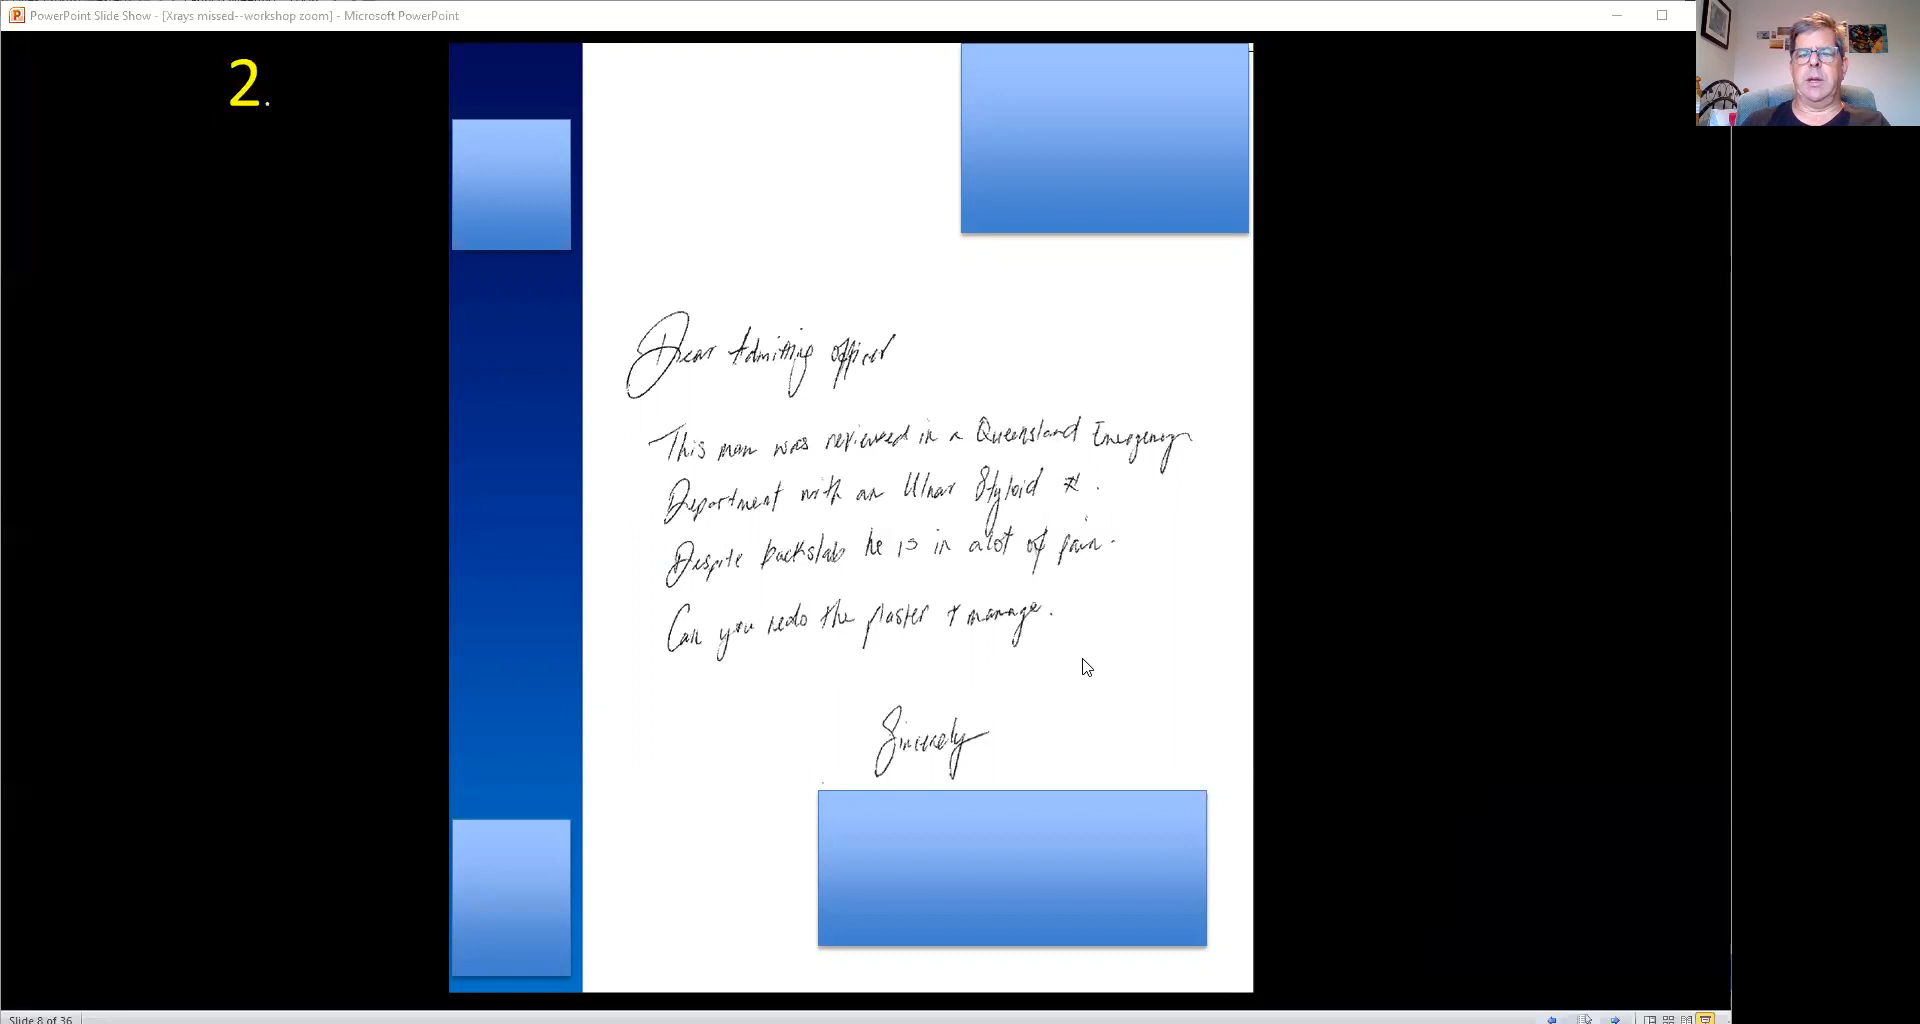 PowerPoint Slide Show - [Xrays missed--workshop zoom] - Microsoft PowerPoint
2.
Dear Admitting officer
This man was reviewed in a Queensland Emergency
Department with an Ulnar Styloid #.
Despite backslab he is in alot of pain.
Can you redo the plaster + manage.
Sincerely
Slide 8 of 36